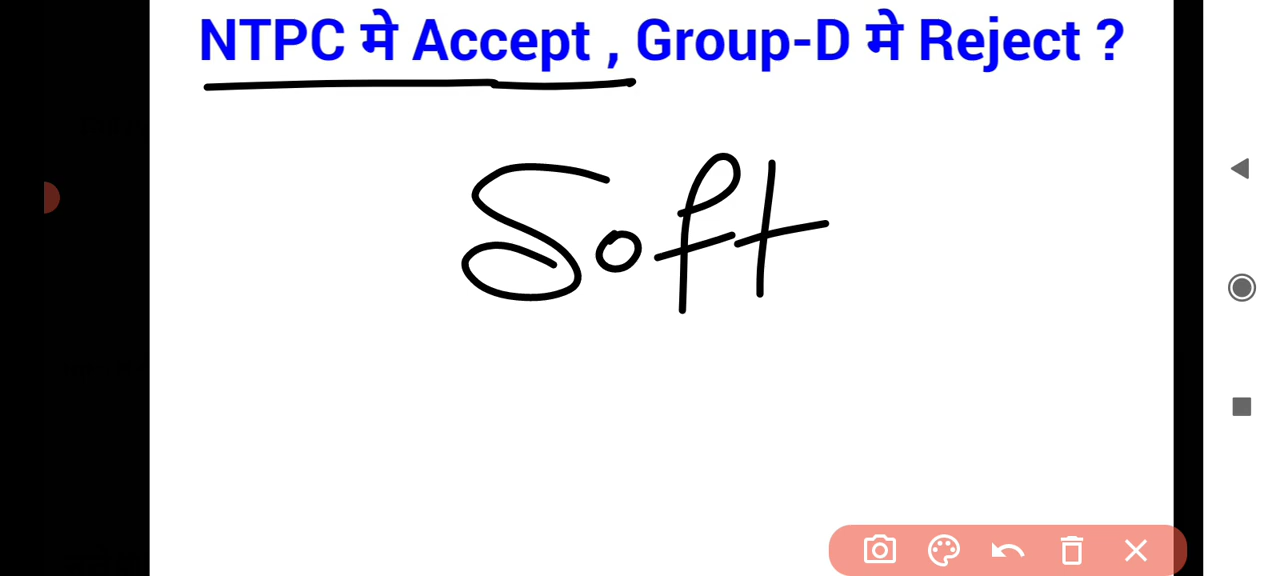 NTPC मे Accept , Group-D मे Reject ?
Soft